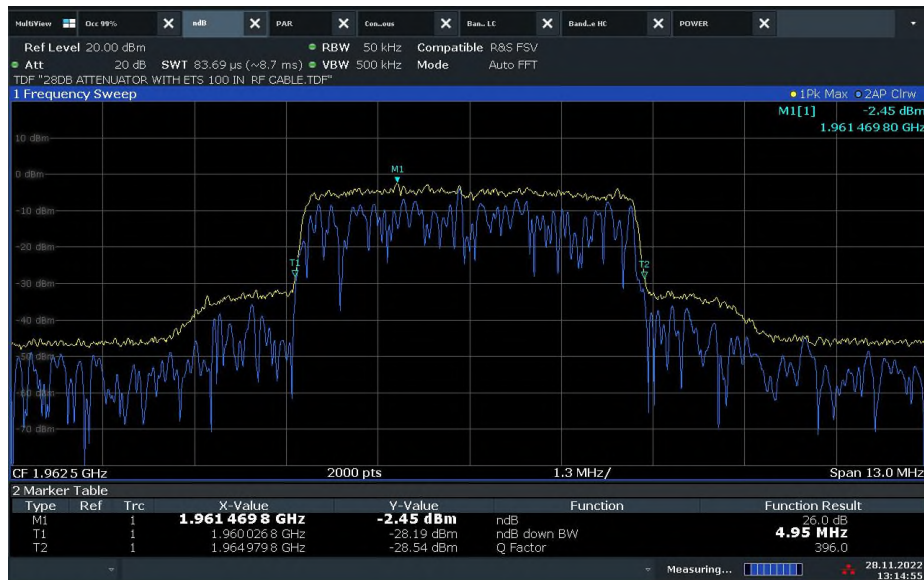 MultiView Occ 99% X ndB X PAR X Con..ous X Ban.. LC X Band..e HC X POWER X
Ref Level 20.00 dBm RBW 50 kHz Compatible R&S FSV
Att 20 dB SWT 83.69 µs (~8.7 ms) VBW 500 kHz Mode Auto FFT
TDF "28DB ATTENUATOR WITH ETS 100 IN RF CABLE.TDF"
1 Frequency Sweep 1Pk Max 2AP Clrw
M1[1] -2.45 dBm
1.961 469 80 GHz
10 dBm
M1
0 dBm
-10 dBm
-20 dBm
T1 T2
-30 dBm
-40 dBm
-50 dBm
-60 dBm
-70 dBm
CF 1.962 5 GHz 2000 pts 1.3 MHz/ Span 13.0 MHz
2 Marker Table
Type Ref Trc X-Value Y-Value Function Function Result
M1 1 1.961 469 8 GHz -2.45 dBm ndB 26.0 dB
T1 1 1.960 026 8 GHz -28.19 dBm ndB down BW 4.95 MHz
T2 1 1.964 979 8 GHz -28.54 dBm Q Factor 396.0
Measuring... 28.11.2022
13:14:55